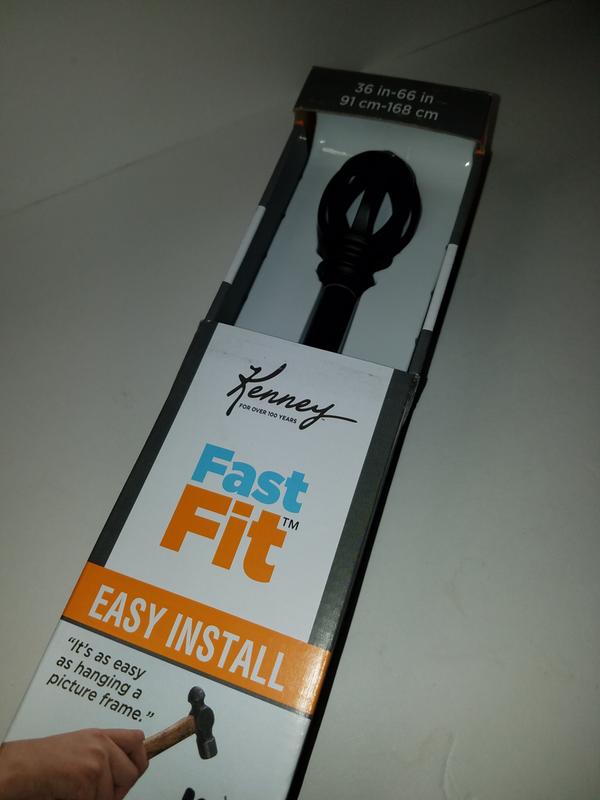 36 in-66 in
91 cm-168 cm
Kenney
FOR OVER 100 YEARS
Fast
Fit™
EASY INSTALL
“It's as easy
as hanging a
picture frame.”